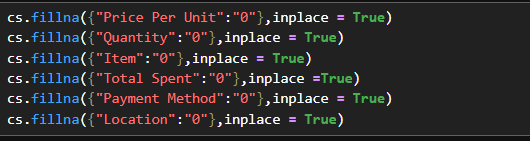 cs.fillna({"Price Per Unit":"0"},inplace = True)
cs.fillna({"Quantity":"0"},inplace = True)
cs.fillna({"Item":"0"},inplace = True)
cs.fillna({"Total Spent":"0"},inplace =True)
cs.fillna({"Payment Method":"0"},inplace = True)
cs.fillna({"Location":"0"},inplace = True)